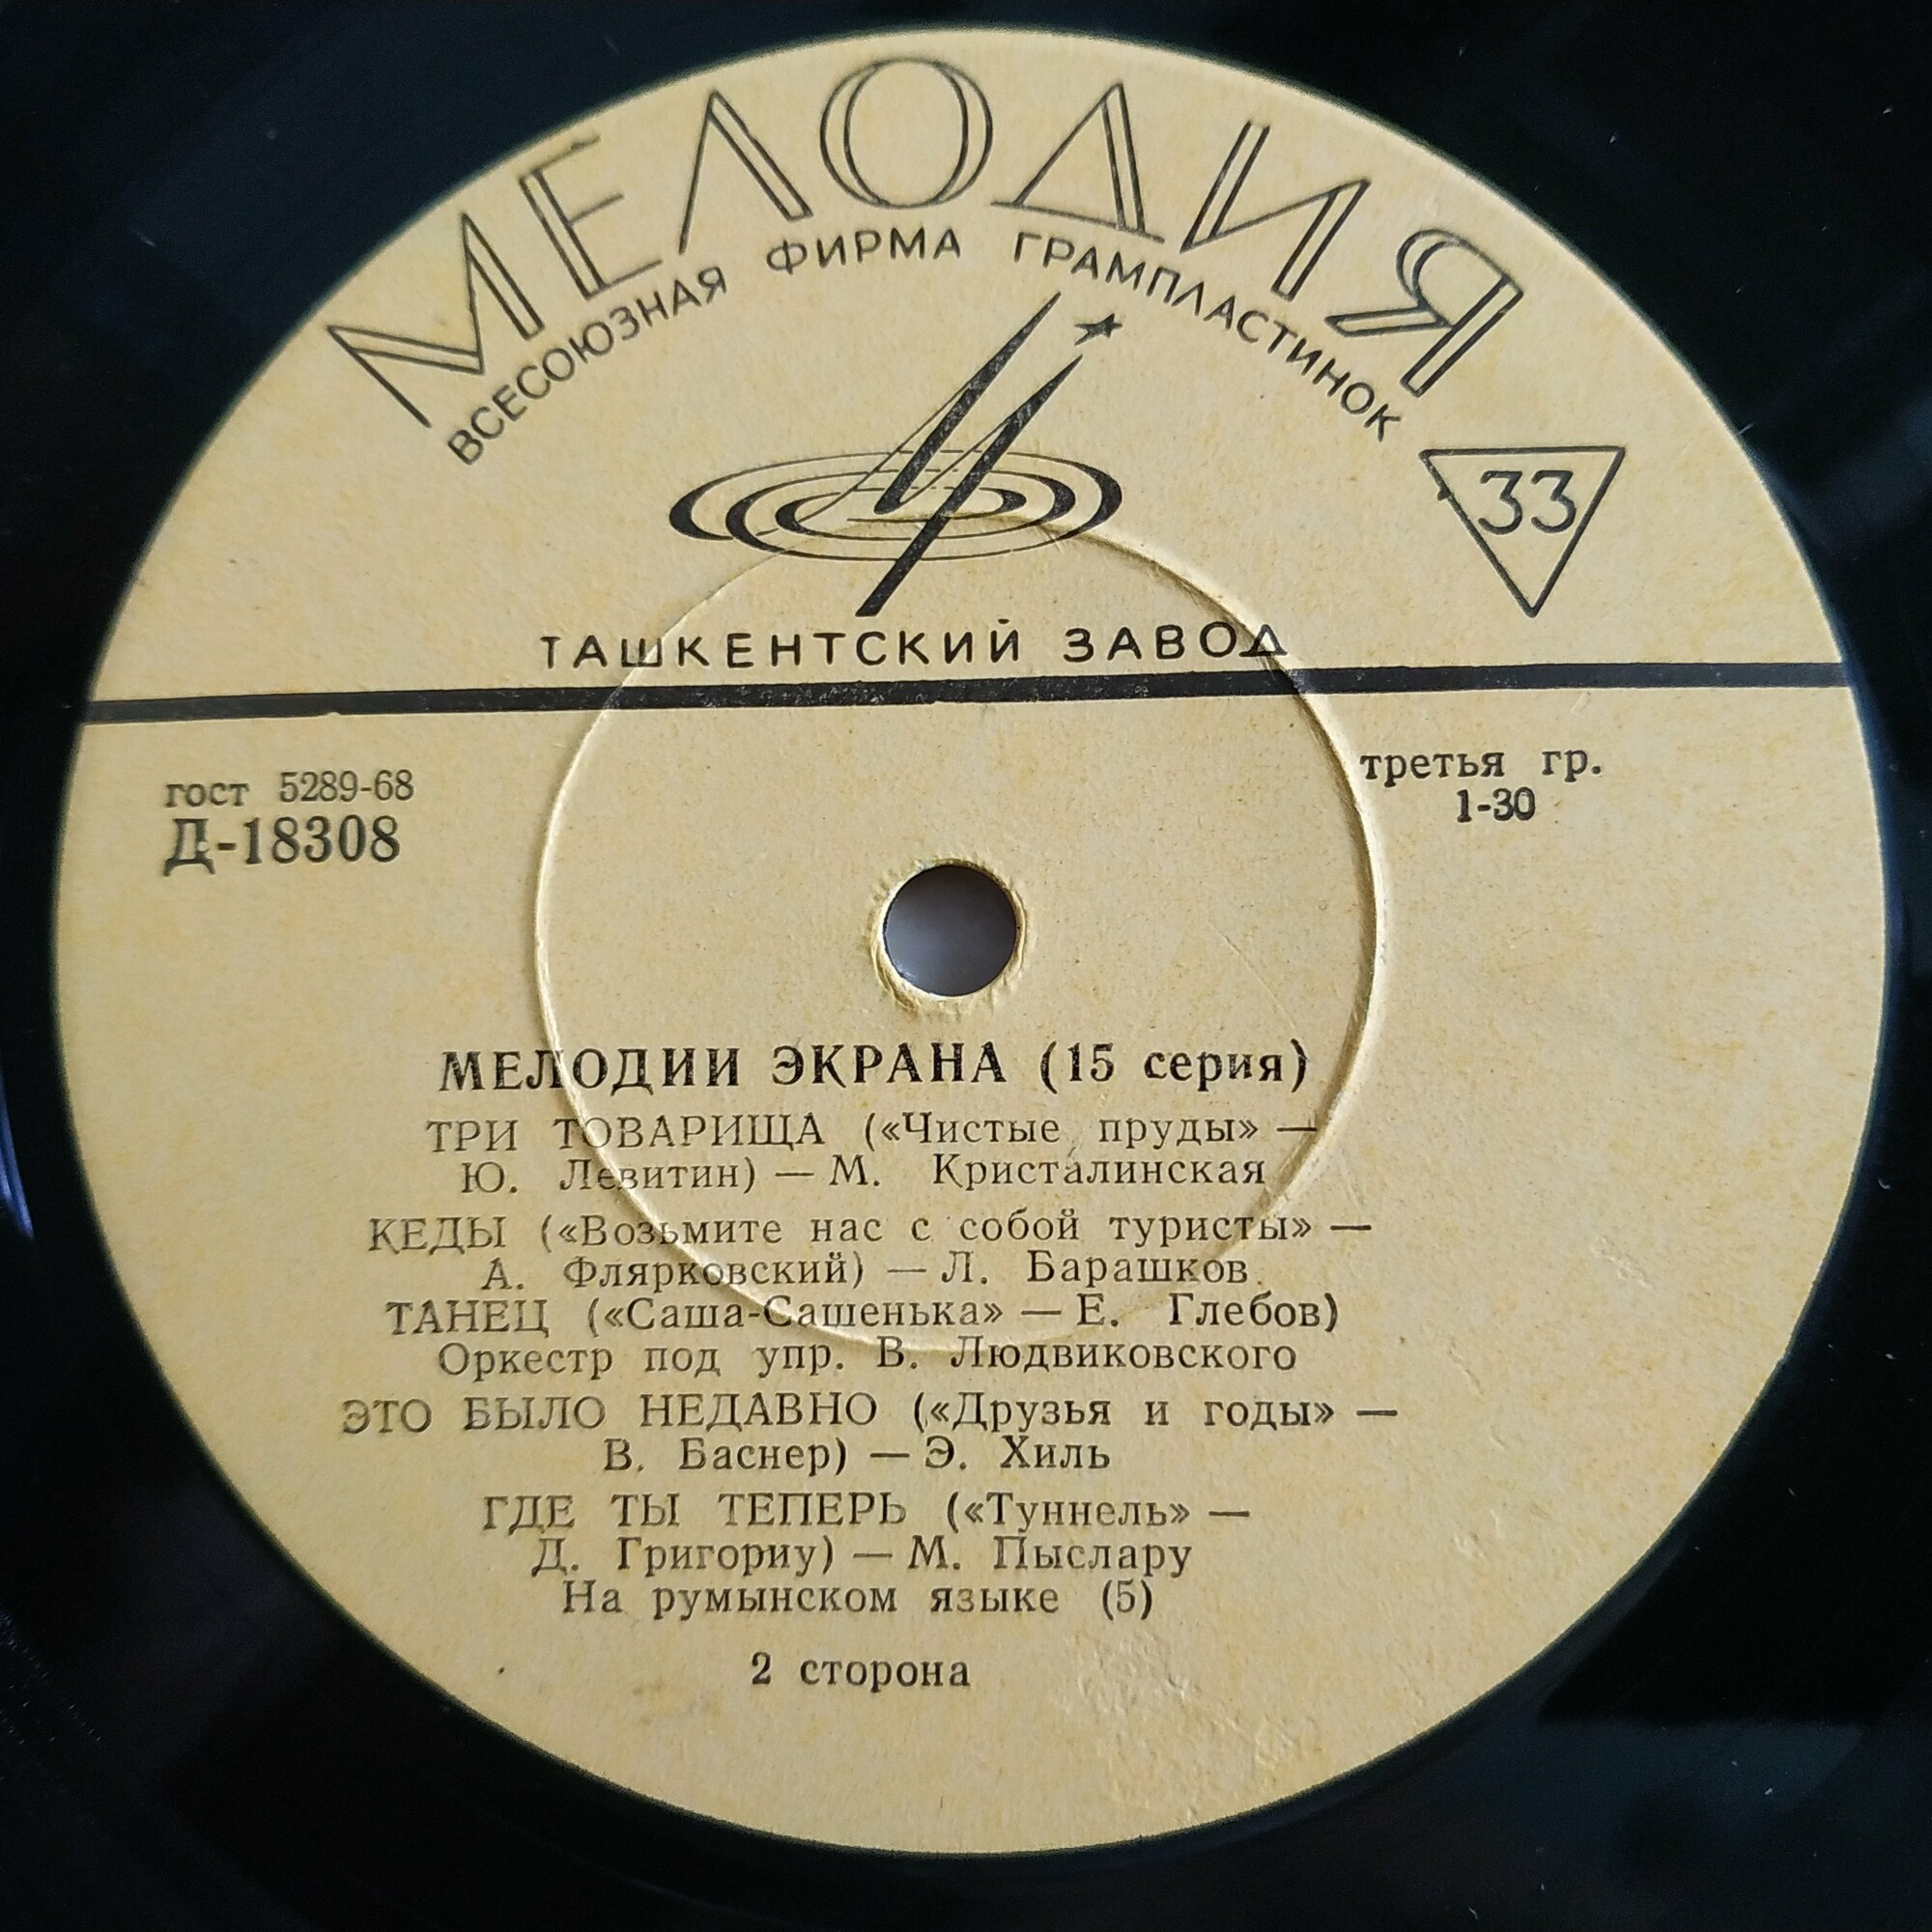 МЕЛОДИЯ
ВСЕСОЮЗНАЯ ФИРМА ГРАМПЛАСТИНОК
33
ТАШКЕНТСКИЙ ЗАВОД
гост 5289-68
Д-18308
третья гр.
1-30
МЕЛОДИИ ЭКРАНА (15 серия)
ТРИ ТОВАРИЩА («Чистые пруды» —
Ю. Левитин) — М. Кристалинская
КЕДЫ («Возьмите нас с собой туристы» —
А. Флярковский) — Л. Барашков
ТАНЕЦ («Саша-Сашенька» — Е. Глебов)
Оркестр под упр. В. Людвиковского
ЭТО БЫЛО НЕДАВНО («Друзья и годы» —
В. Баснер) — Э. Хиль
ГДЕ ТЫ ТЕПЕРЬ («Туннель» —
Д. Григориу) — М. Пыслару
На румынском языке (5)
2 сторона